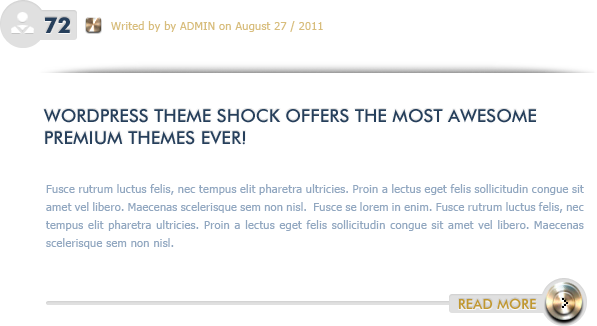 72 Writed by by ADMIN on August 27 / 2011
WORDPRESS THEME SHOCK OFFERS THE MOST AWESOME
PREMIUM THEMES EVER!
Fusce rutrum luctus felis, nec tempus elit pharetra ultricies. Proin a lectus eget felis sollicitudin congue sit
amet vel libero. Maecenas scelerisque sem non nisl.  Fusce se lorem in enim. Fusce rutrum luctus felis, nec
tempus elit pharetra ultricies. Proin a lectus eget felis sollicitudin congue sit amet vel libero. Maecenas
scelerisque sem non nisl.
READ MORE